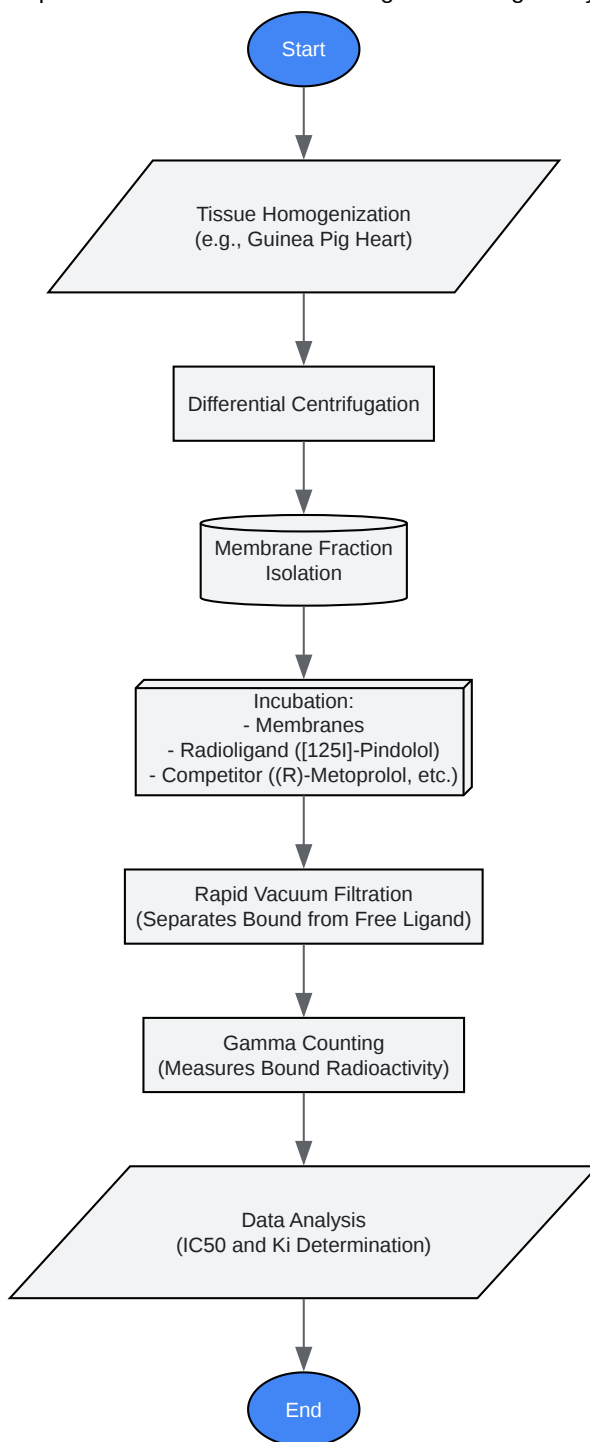 Start
Tissue Homogenization
(e.g., Guinea Pig Heart)
Differential Centrifugation
Membrane Fraction
Isolation
Incubation:
- Membranes
- Radioligand ([125I]-Pindolol)
- Competitor ((R)-Metoprolol, etc.)
Rapid Vacuum Filtration
(Separates Bound from Free Ligand)
Gamma Counting
(Measures Bound Radioactivity)
Data Analysis
(IC50 and Ki Determination)
End